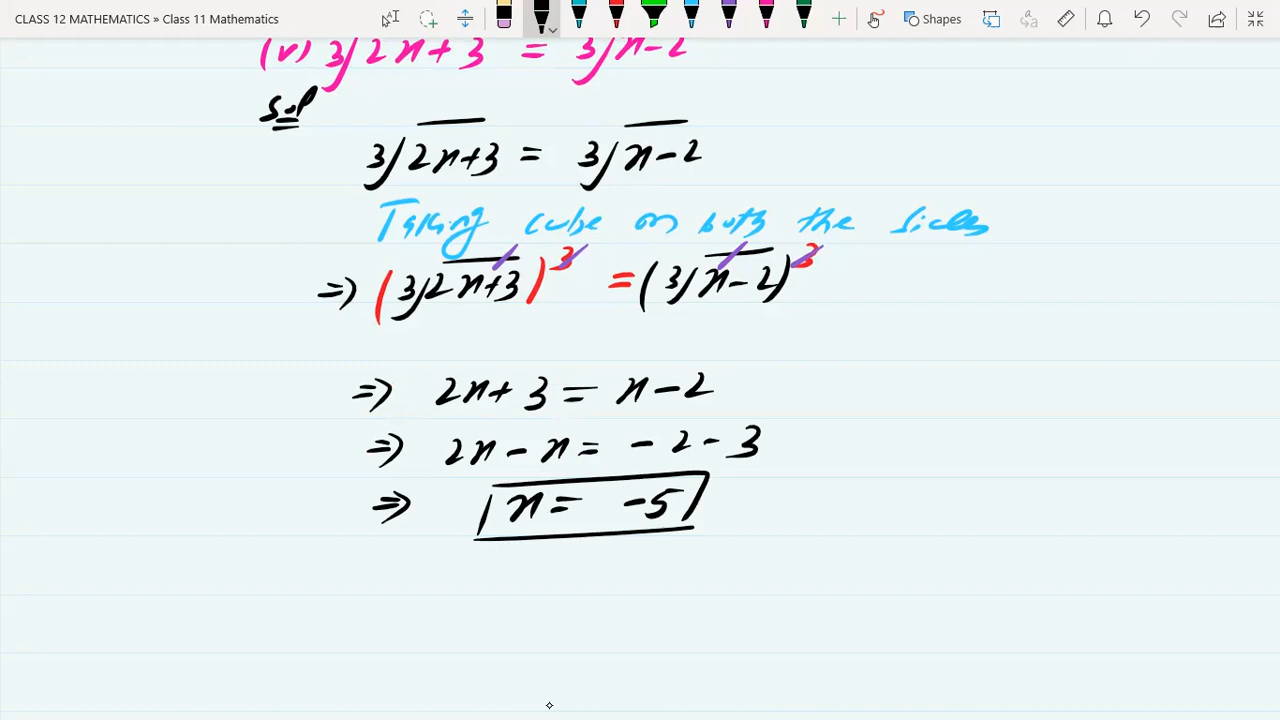 CLASS 12 MATHEMATICS » Class 11 Mathematics
Shapes
(v) ∛2x+3 = ∛x-2
Sol
∛(2x+3) = ∛(x-2)
Taking cube on both the sides
=> (∛(2x+3))³ = (∛(x-2))³
=> 2x+3 = x-2
=> 2x-x = -2-3
=> x = -5